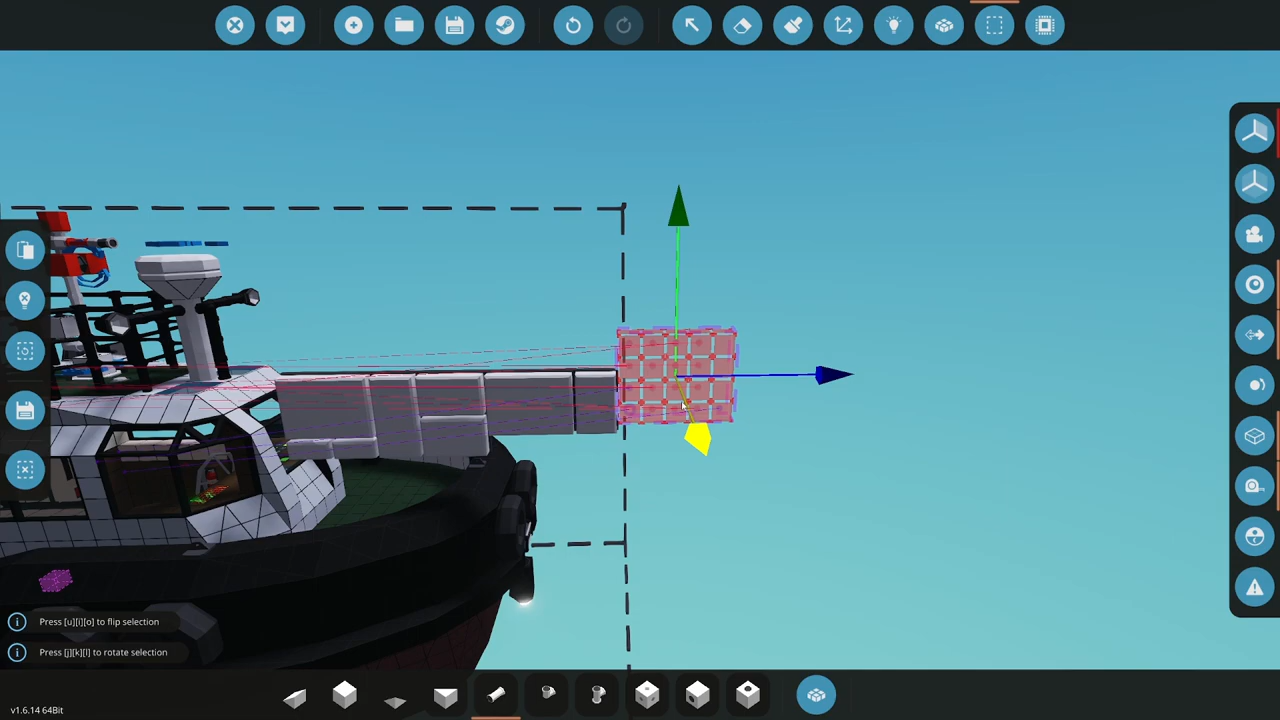 Press [u][i][o] to flip selection
Press [j][k][l] to rotate selection
v1.6.14 64Bit